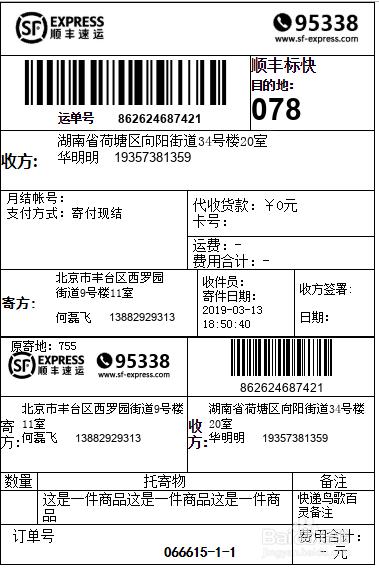 SF EXPRESS
顺丰速运
95338
www.sf-express.com
顺丰标快
目的地：
078
运单号 862624687421
收方：
湖南省荷塘区向阳街道34号楼20室
华明明 19357381359
月结帐号：
支付方式：寄付现结
代收货款：￥0元
卡号：
运费：-
费用合计：-
寄方：
北京市丰台区西罗园
街道9号楼11室
何磊飞 13882929313
收件员：
寄件日期：
2019-03-13
18:50:40
收方签署：
日期：
原寄地：755
SF EXPRESS
顺丰速运
95338
www.sf-express.com
862624687421
寄方：
北京市丰台区西罗园街道9号楼
11室
何磊飞 13882929313
收方：
湖南省荷塘区向阳街道34号楼
20室
华明明 19357381359
数量 托寄物 备注
这是一件商品这是一件商品这是一件商
品
快递鸟歌百
灵备注
订单号
066615-1-1
费用合计：
- 元